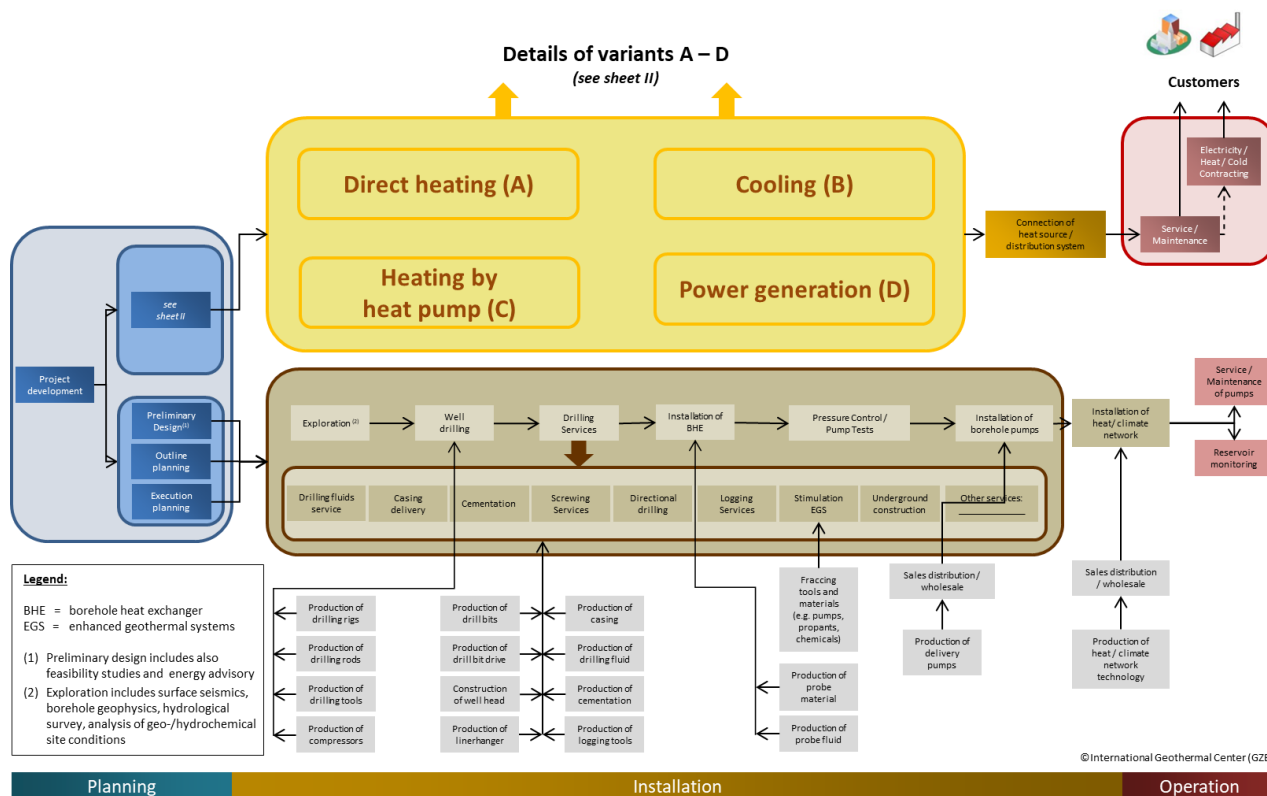 Details of variants A – D
(see sheet II)
Customers
Direct heating (A)
Cooling (B)
Heating by
heat pump (C)
Power generation (D)
Connection of
heat source /
distribution system
Electricity /
Heat / Cold
Contracting
Service /
Maintenance
see
sheet II
Project
development
Preliminary
Design(1)
Outline
planning
Execution
planning
Exploration (2)
Well
drilling
Drilling
Services
Installation of
BHE
Pressure Control /
Pump Tests
Installation of
borehole pumps
Installation of
heat/ climate
network
Service /
Maintenance
of pumps
Reservoir
monitoring
Drilling fluids
service
Casing
delivery
Cementation
Screwing
Services
Directional
drilling
Logging
Services
Stimulation
EGS
Underground
construction
Other services:
Legend:
BHE = borehole heat exchanger
EGS = enhanced geothermal systems
(1) Preliminary design includes also
feasibility studies and energy advisory
(2) Exploration includes surface seismics,
borehole geophysics, hydrological
survey, analysis of geo-/hydrochemical
site conditions
Production of
drilling rigs
Production of
drilling rods
Production of
drilling tools
Production of
compressors
Production of
drill bits
Production of
drill bit drive
Construction
of well head
Production of
linerhanger
Production of
casing
Production of
drilling fluid
Production of
cementation
Production of
logging tools
Fraccing
tools and
materials
(e.g. pumps,
propants,
chemicals)
Production of
probe
material
Production of
probe fluid
Sales distribution /
wholesale
Production of
delivery
pumps
Sales distribution
/ wholesale
Production of
heat / climate
network
technology
© International Geothermal Center (GZB
Planning
Installation
Operation